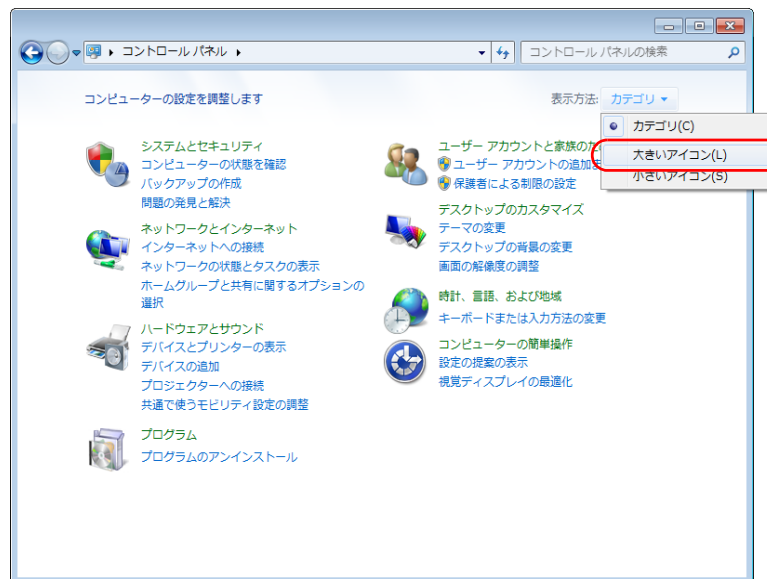 コントロール パネル
コントロール パネルの検索
コンピューターの設定を調整します
表示方法: カテゴリ
カテゴリ(C)
大きいアイコン(L)
小さいアイコン(S)
システムとセキュリティ
コンピューターの状態を確認
バックアップの作成
問題の発見と解決
ネットワークとインターネット
インターネットへの接続
ネットワークの状態とタスクの表示
ホームグループと共有に関するオプションの
選択
ハードウェアとサウンド
デバイスとプリンターの表示
デバイスの追加
プロジェクターへの接続
共通で使うモビリティ設定の調整
プログラム
プログラムのアンインストール
ユーザー アカウントと家族のた
ユーザー アカウントの追加ま
保護者による制限の設定
デスクトップのカスタマイズ
テーマの変更
デスクトップの背景の変更
画面の解像度の調整
時計、言語、および地域
キーボードまたは入力方法の変更
コンピューターの簡単操作
設定の提案の表示
視覚ディスプレイの最適化